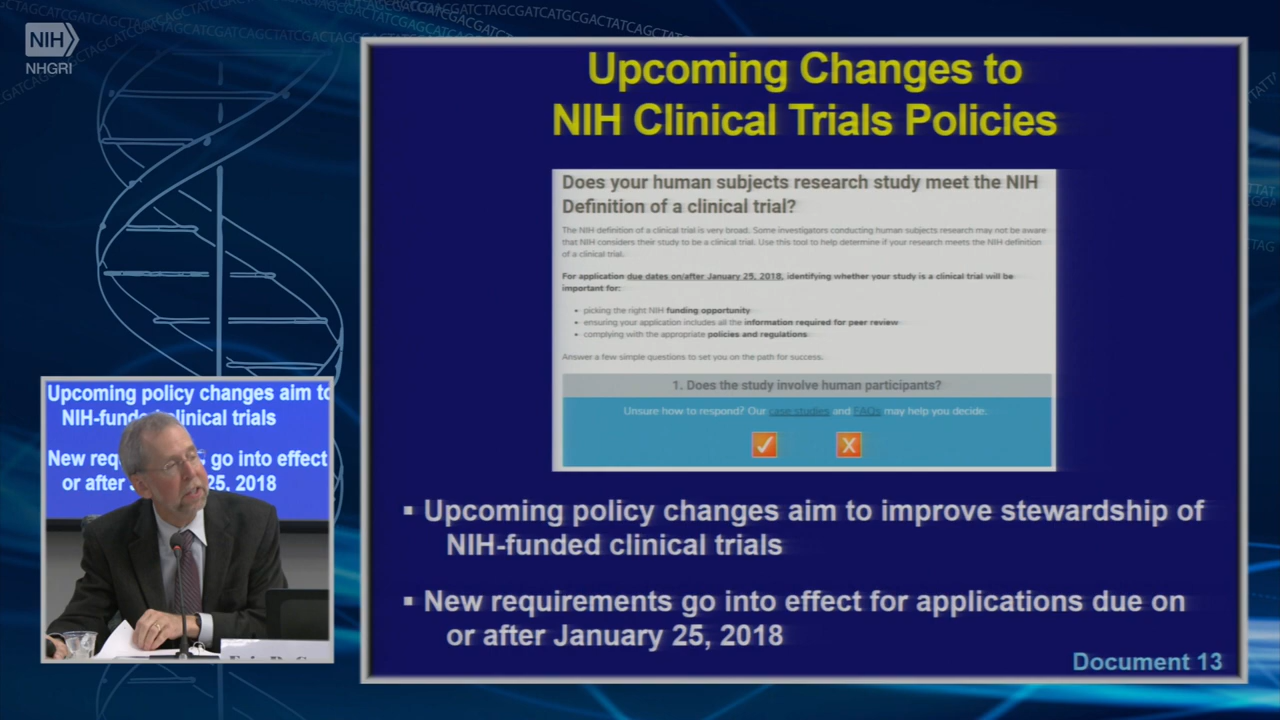 NIH
NHGRI
Upcoming Changes to
NIH Clinical Trials Policies
Does your human subjects research study meet the NIH
Definition of a clinical trial?
The NIH definition of a clinical trial is very broad. Some investigators conducting human subjects research may not be aware
that NIH considers their study to be a clinical trial. Use this tool to help determine if your research meets the NIH definition
of a clinical trial.
For application due dates on/after January 25, 2018, identifying whether your study is a clinical trial will be
important for:
• picking the right NIH funding opportunity
• ensuring your application includes all the information required for peer review
• complying with the appropriate policies and regulations
Answer a few simple questions to set you on the path for success.
1. Does the study involve human participants?
Unsure how to respond? Our case studies and FAQs may help you decide.
▪ Upcoming policy changes aim to improve stewardship of
NIH-funded clinical trials
▪ New requirements go into effect for applications due on
or after January 25, 2018
Document 13
Upcoming policy changes aim to
NIH-funded clinical trials
New req go into effect
or after 25, 2018